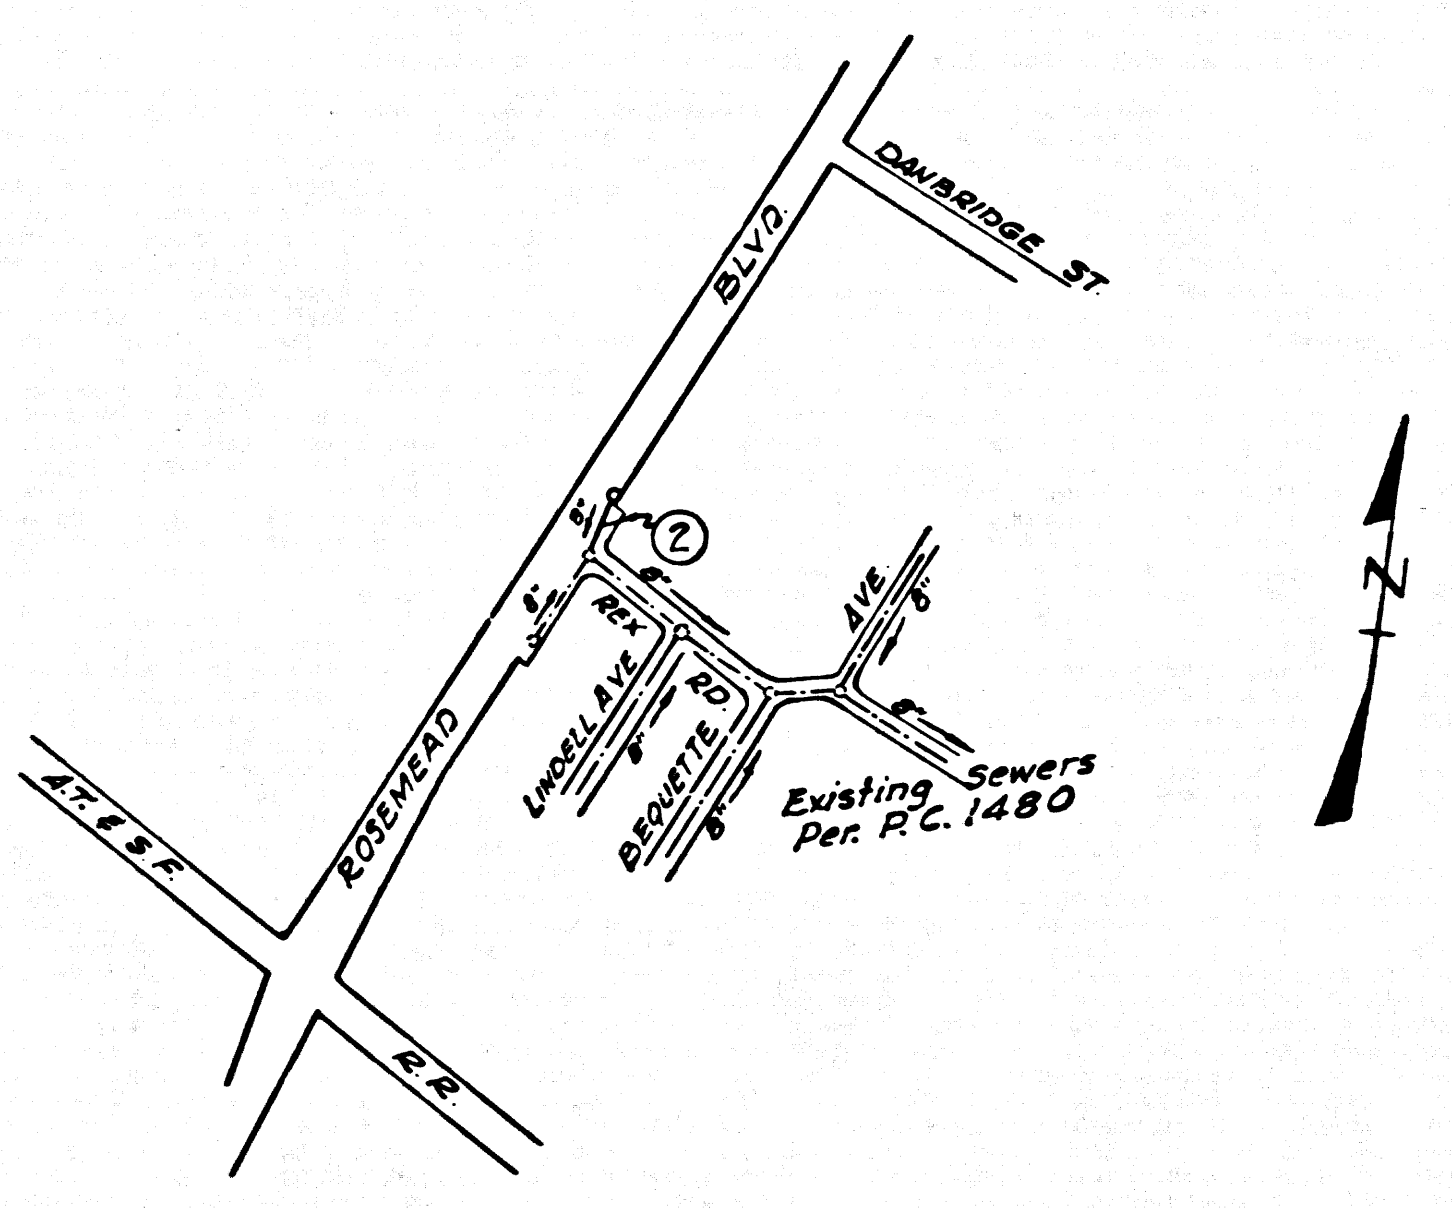 DANBRIDGE ST.
BLVD.
8"
2
8"
8"
AVE.
8"
REX
RD.
8"
LINDELL AVE
8"
BEQUETTE
8"
Existing Sewers
Per. P.C. 1480
ROSEMEAD
A.T. & S.F.
R.R.
N